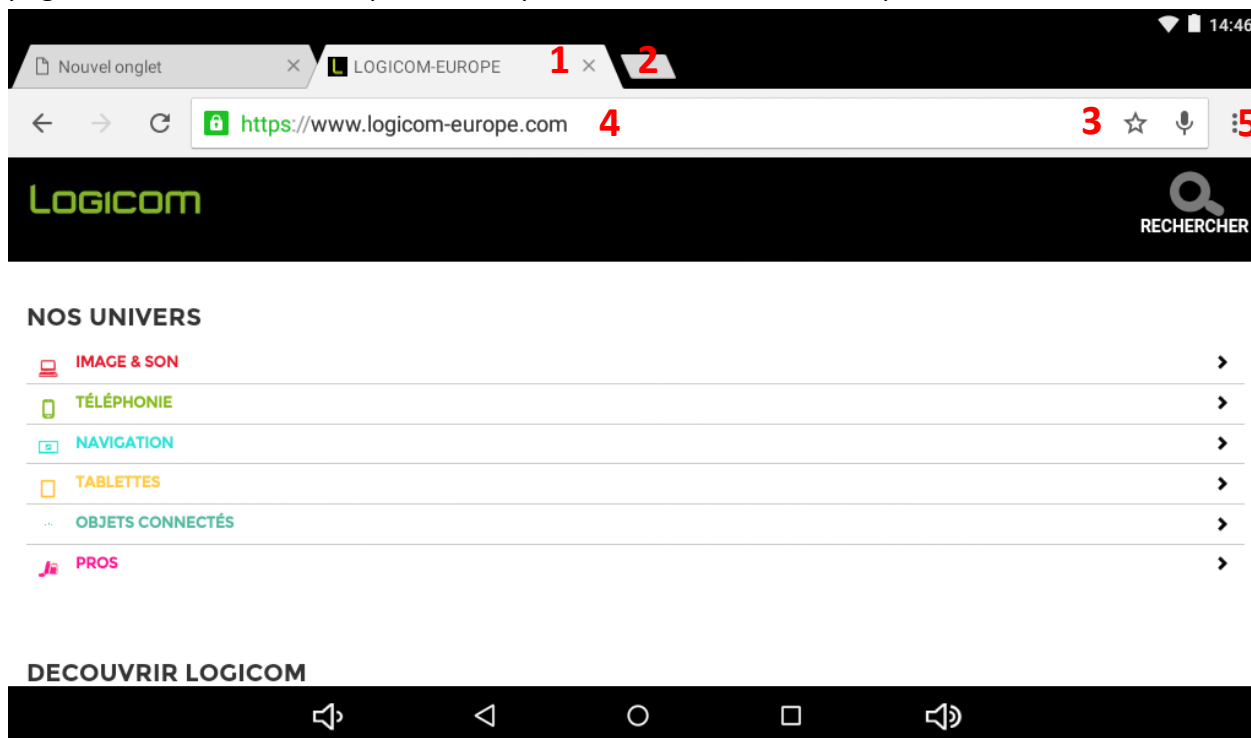 14:46
Nouvel onglet LOGICOM-EUROPE 1 2
https://www.logicom-europe.com 4 3 5
LOGICOM
RECHERCHER
NOS UNIVERS
IMAGE & SON
TÉLÉPHONIE
NAVIGATION
TABLETTES
OBJETS CONNECTÉS
PROS
DECOUVRIR LOGICOM